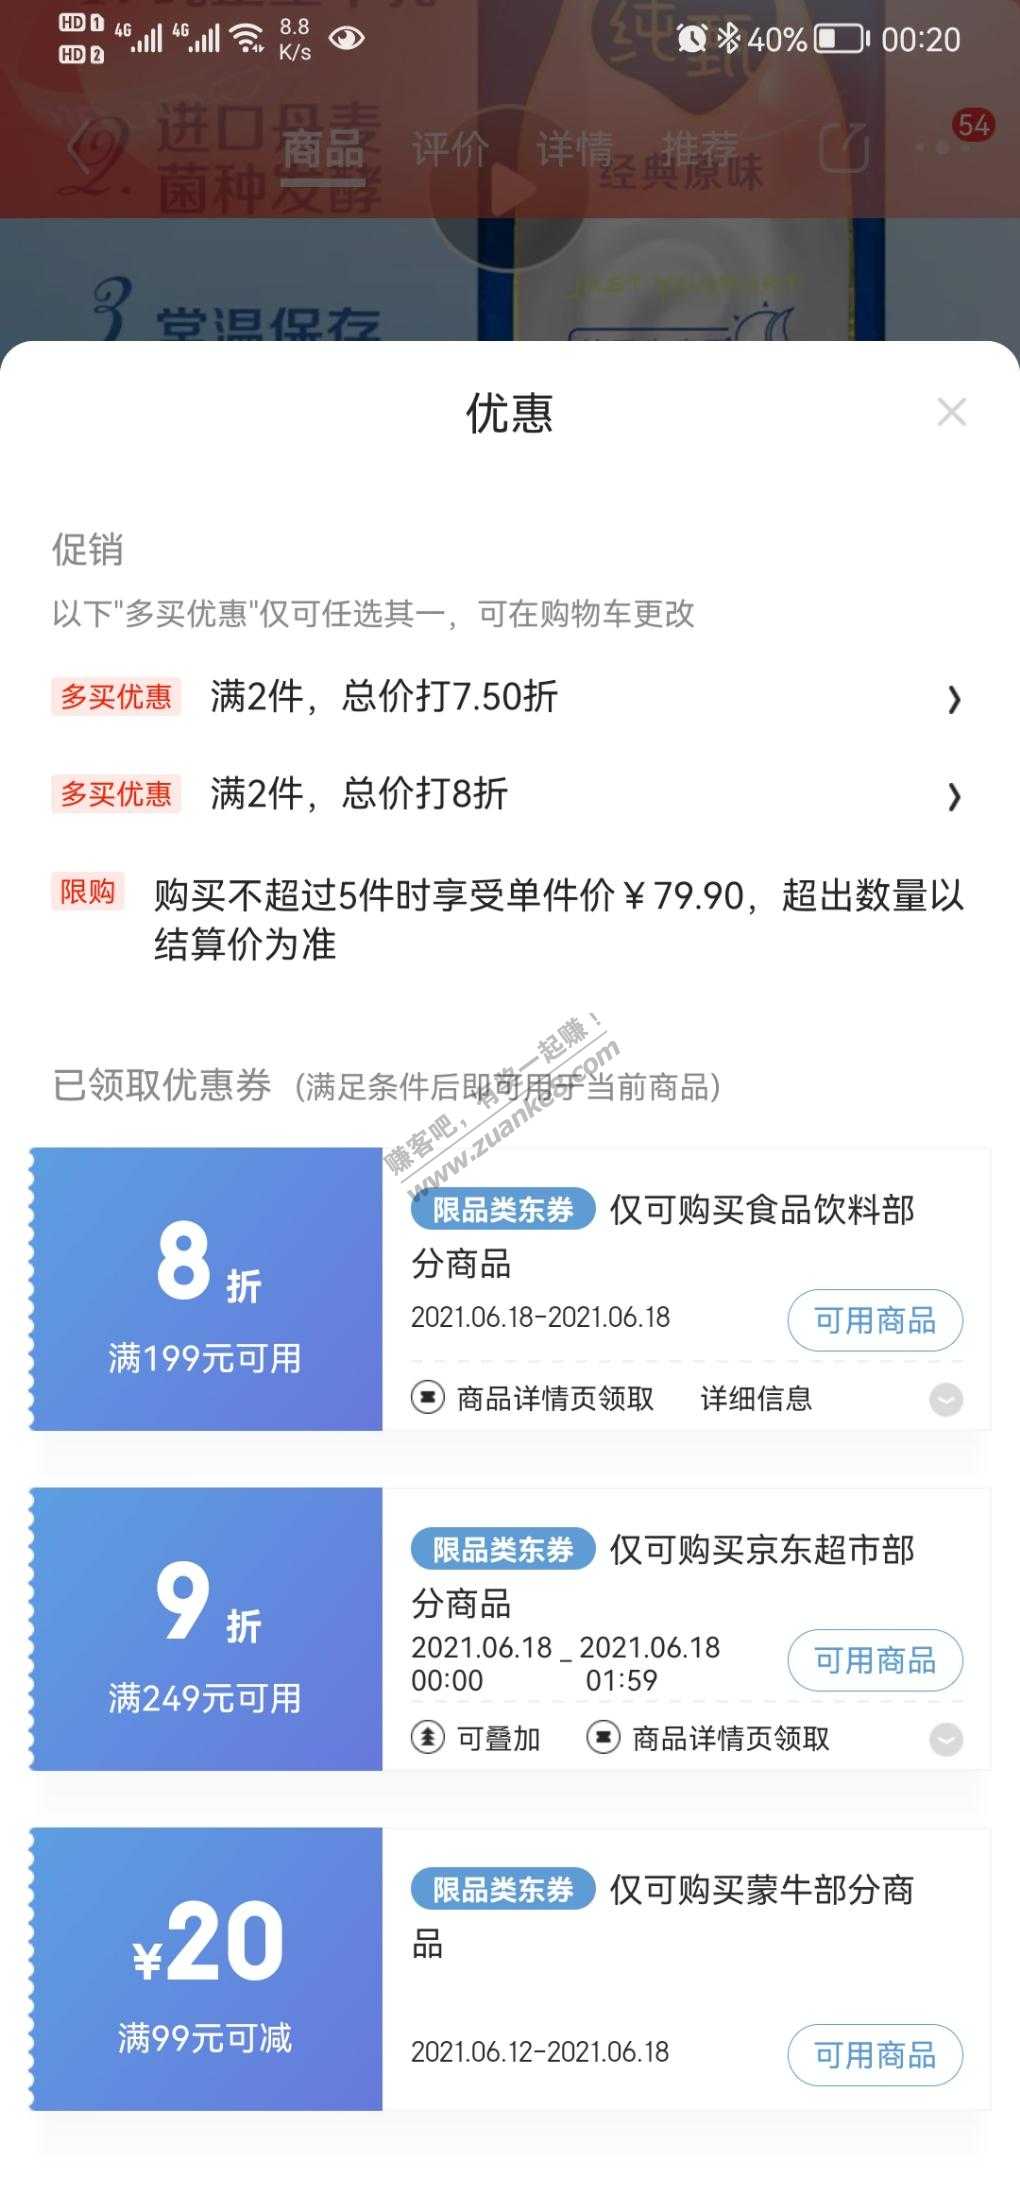 HD 1 4G 4G 8.8 40% 00:20
HD 2 K/s
纯甄
2. 进口丹麦
菌种发酵
商品 评价 详情 推荐 54
经典原味
3 常温保存
优惠
促销
以下"多买优惠"仅可任选其一，可在购物车更改
多买优惠 满2件，总价打7.50折
多买优惠 满2件，总价打8折
限购 购买不超过5件时享受单件价￥79.90，超出数量以
结算价为准
赚客吧，有奖一起赚！
www.zuanke8.com
已领取优惠券 (满足条件后即可用于当前商品)
8折
满199元可用
限品类东券 仅可购买食品饮料部
分商品
2021.06.18-2021.06.18
可用商品
商品详情页领取 详细信息
9折
满249元可用
限品类东券 仅可购买京东超市部
分商品
2021.06.18 _ 2021.06.18
00:00 01:59
可用商品
可叠加 商品详情页领取
¥20
满99元可减
限品类东券 仅可购买蒙牛部分商
品
2021.06.12-2021.06.18
可用商品